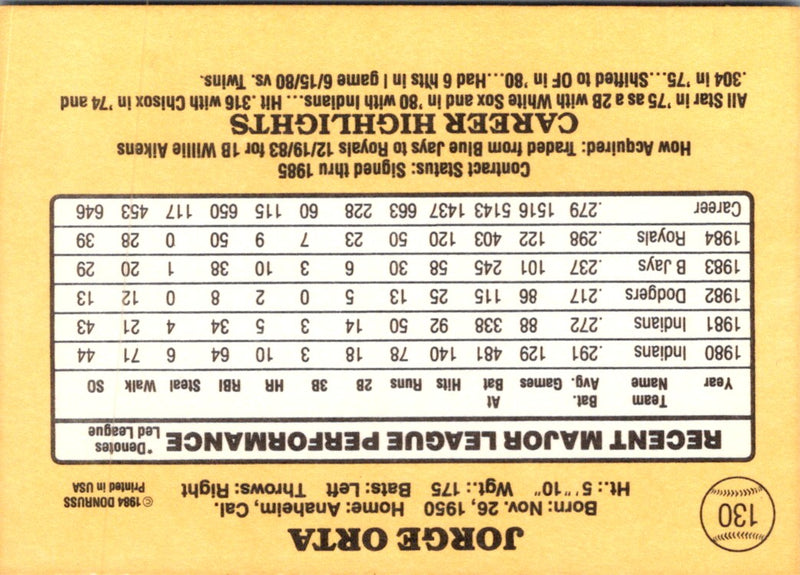 130
JORGE ORTA
Born: Nov. 26, 1950 Home: Anaheim, Cal.
Ht.: 5'"10" Wgt.: 175 Bats: Left Throws: Right
©1984 DONRUSS
Printed in USA
RECENT MAJOR LEAGUE PERFORMANCE *Denotes Led League
Year Team Name Bat. Avg. Games At Bat Hits Runs 2B 3B HR RBI Steal Walk SO
1980 Indians .291 129 481 140 78 18 3 10 64 6 71 44
1981 Indians .272 88 338 92 50 14 3 5 34 4 21 43
1982 Dodgers .217 86 115 25 13 5 0 2 8 0 12 13
1983 B Jays .237 101 245 58 30 6 3 10 38 1 20 29
1984 Royals .298 122 403 120 50 23 7 9 50 0 28 39
Career .279 1516 5143 1437 663 228 60 115 650 117 453 646
Contract Status: Signed thru 1985
How Acquired: Traded from Blue Jays to Royals 12/19/83 for 1B Willie Aikens
CAREER HIGHLIGHTS
All Star in '75 as a 2B with White Sox and in '80 with Indians.... Hit .316 with Chisox in '74 and
.304 in '75...Shifted to OF in '80...Had 6 hits in 1 game 6/15/80 vs. Twins.